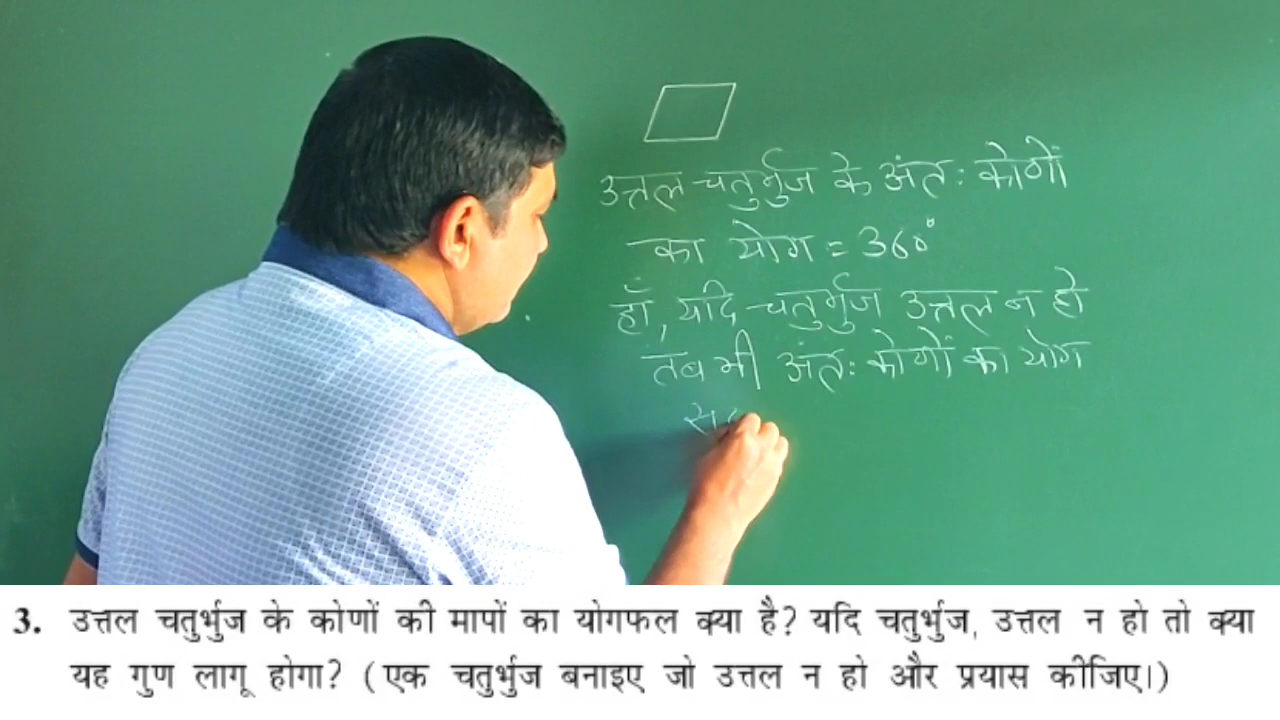 उत्तल चतुर्भुज के अंतः कोणों
का योग = 360°
हाँ, यदि चतुर्भुज उत्तल न हो
तब भी अंतः कोणों का योग
3. उत्तल चतुर्भुज के कोणों की मापों का योगफल क्या है? यदि चतुर्भुज, उत्तल न हो तो क्या
यह गुण लागू होगा? (एक चतुर्भुज बनाइए जो उत्तल न हो और प्रयास कीजिए।)